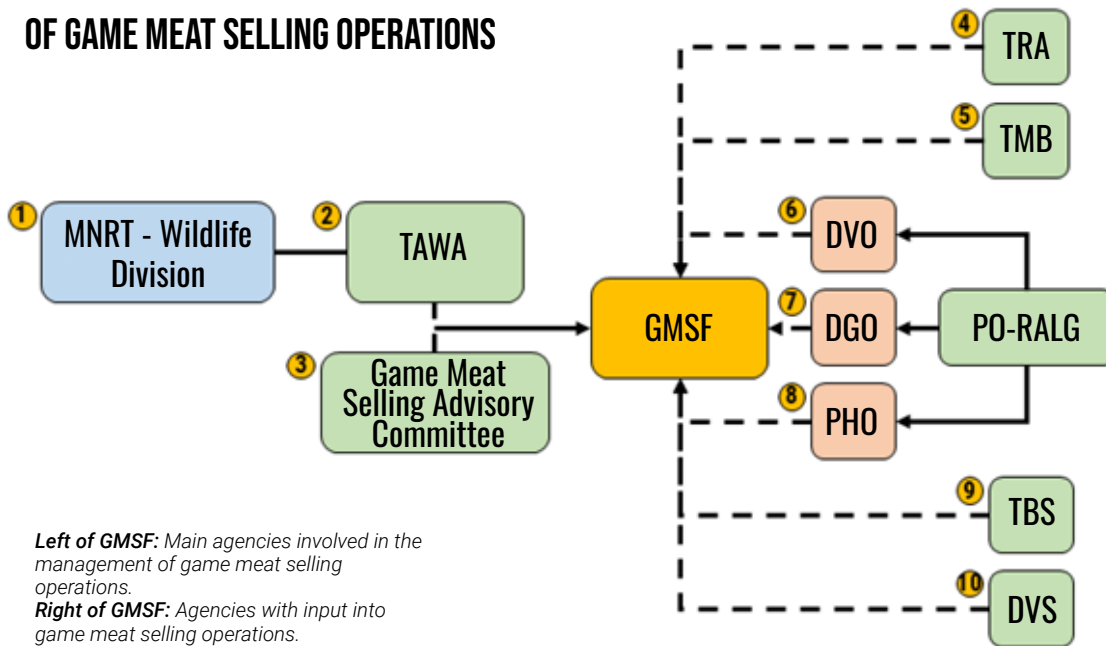 OF GAME MEAT SELLING OPERATIONS
4
TRA
5
TMB
1
MNRT - Wildlife
Division
2
TAWA
6
DVO
GMSF
7
DGO
PO-RALG
3
Game Meat
Selling Advisory
Committee
8
PHO
9
TBS
10
DVS
Left of GMSF: Main agencies involved in the
management of game meat selling
operations.
Right of GMSF: Agencies with input into
game meat selling operations.